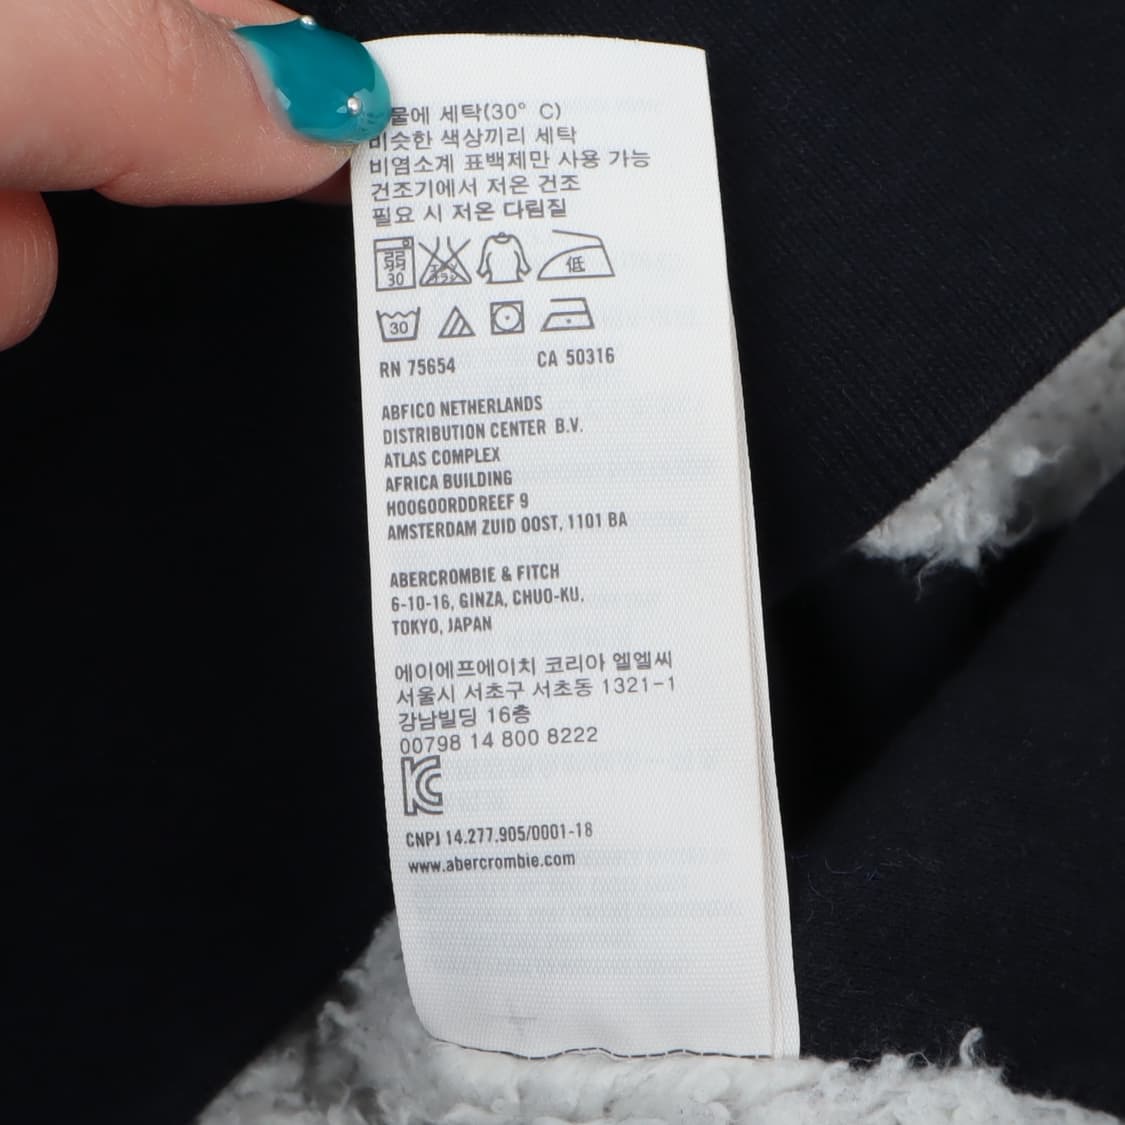 물에 세탁(30° C)
비슷한 색상끼리 세탁
비염소계 표백제만 사용 가능
건조기에서 저온 건조
필요 시 저온 다림질
30
低
30
RN 75654 CA 50316
ABFICO NETHERLANDS
DISTRIBUTION CENTER B.V.
ATLAS COMPLEX
AFRICA BUILDING
HOOGOORDDREEF 9
AMSTERDAM ZUID OOST, 1101 BA
ABERCROMBIE & FITCH
6-10-16, GINZA, CHUO-KU,
TOKYO, JAPAN
에이에프에이치 코리아 엘엘씨
서울시 서초구 서초동 1321-1
강남빌딩 16층
00798 14 800 8222
KC
CNPJ 14.277.905/0001-18
www.abercrombie.com